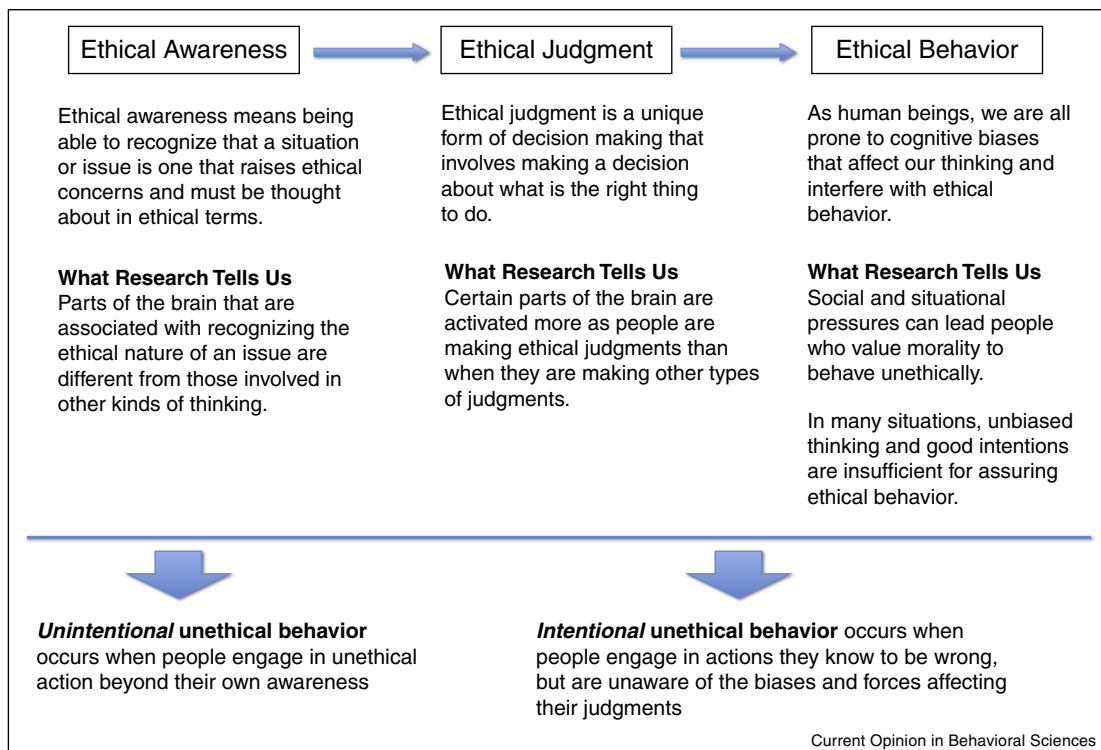 Ethical Awareness
Ethical Judgment
Ethical Behavior
Ethical awareness means being
able to recognize that a situation
or issue is one that raises ethical
concerns and must be thought
about in ethical terms.
What Research Tells Us
Parts of the brain that are
associated with recognizing the
ethical nature of an issue are
different from those involved in
other kinds of thinking.
Ethical judgment is a unique
form of decision making that
involves making a decision
about what is the right thing
to do.
What Research Tells Us
Certain parts of the brain are
activated more as people are
making ethical judgments than
when they are making other types
of judgments.
As human beings, we are all
prone to cognitive biases
that affect our thinking and
interfere with ethical
behavior.
What Research Tells Us
Social and situational
pressures can lead people
who value morality to
behave unethically.
In many situations, unbiased
thinking and good intentions
are insufficient for assuring
ethical behavior.
Unintentional unethical behavior
occurs when people engage in unethical
action beyond their own awareness
Intentional unethical behavior occurs when
people engage in actions they know to be wrong,
but are unaware of the biases and forces affecting
their judgments
Current Opinion in Behavioral Sciences